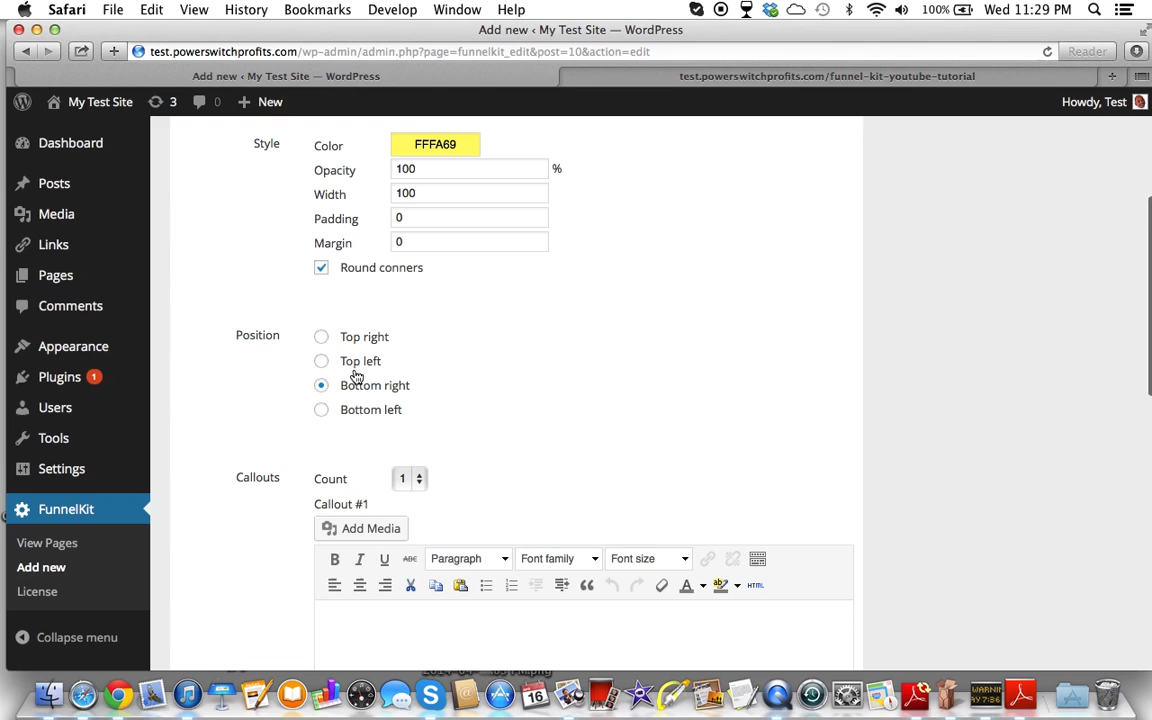 Safari File Edit View History Bookmarks Develop Window Help 100% Wed 11:29 PM
Add new ‹ My Test Site — WordPress
test.powerswitchprofits.com/wp-admin/admin.php?page=funnelkit_edit&post=10&action=edit Reader
Add new ‹ My Test Site — WordPress test.powerswitchprofits.com/funnel-kit-youtube-tutorial
My Test Site 3 0 New Howdy, Test
Dashboard
Posts
Media
Links
Pages
Comments
Appearance
Plugins 1
Users
Tools
Settings
FunnelKit
View Pages
Add new
License
Collapse menu
Style
Color FFFA69
Opacity 100 %
Width 100
Padding 0
Margin 0
Round conners
Position
Top right
Top left
Bottom right
Bottom left
Callouts
Count 1
Callout #1
Add Media
B I U ABC Paragraph Font family Font size
A ab HTML